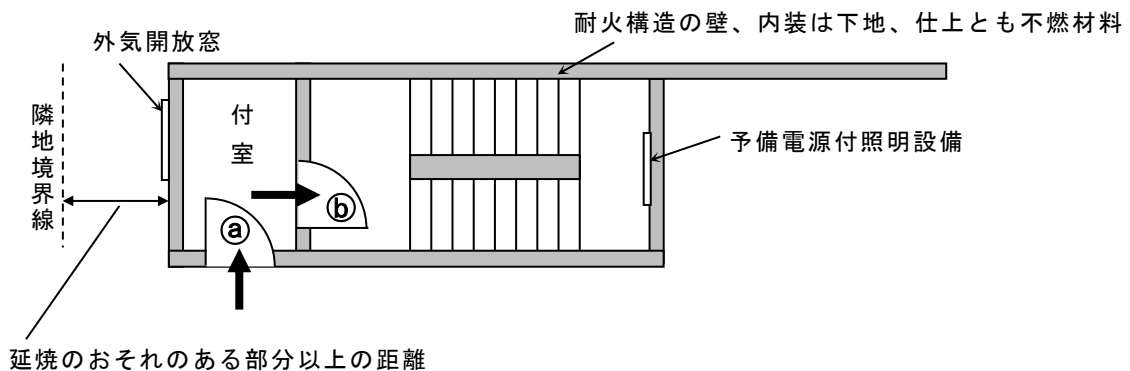 耐火構造の壁、内装は下地、仕上とも不燃材料
外気開放窓
隣地境界線
付室
予備電源付照明設備
ⓐ
ⓑ
延焼のおそれのある部分以上の距離